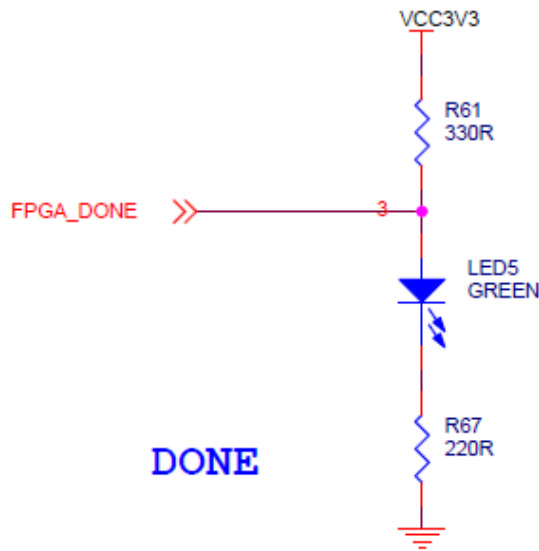 VCC3V3
R61
330R
FPGA_DONE
3
LED5
GREEN
R67
220R
DONE